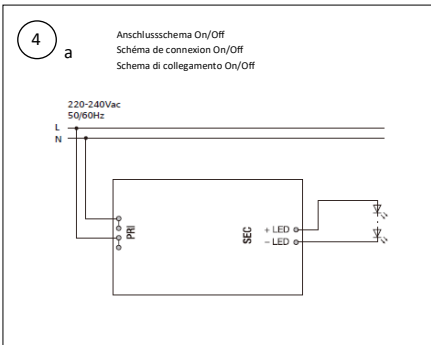 4
a
Anschlussschema On/Off
Schéma de connexion On/Off
Schema di collegamento On/Off
220-240Vac
50/60Hz
L
N
PRI
SEC
+ LED
− LED